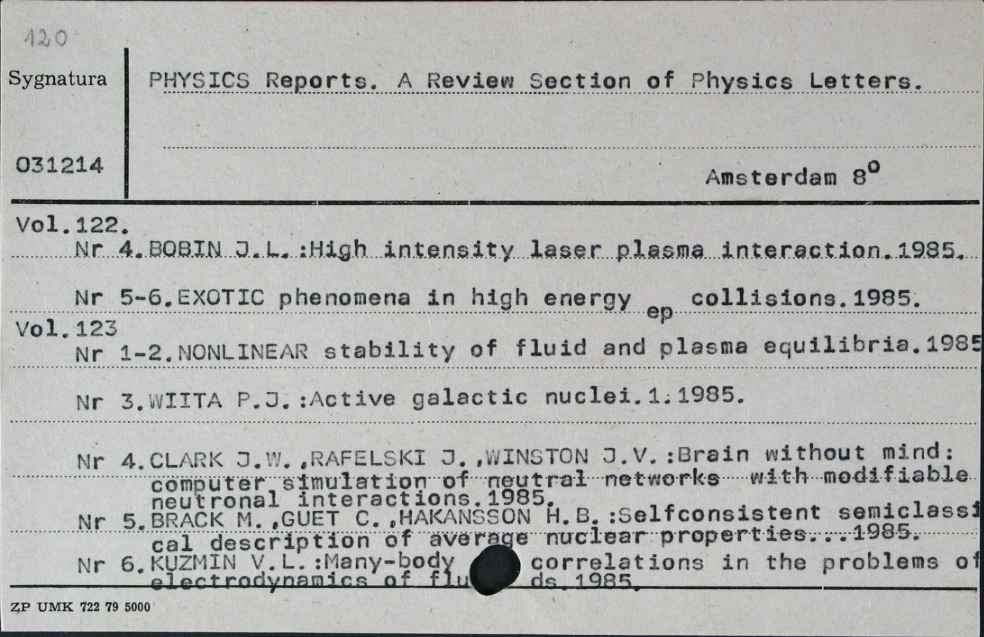 120
Sygnatura
PHYSICS Reports. A Review Section of Physics Letters.
031214
Amsterdam 8o
Vol.122.
Nr 4.BOBIN J.L.:High intensity laser plasma interaction.1985.
Nr 5-6.EXOTIC phenomena in high energy ep collisions.1985.
Vol.123
Nr 1-2.NONLINEAR stability of fluid and plasma equilibria.1985
Nr 3.WIITA P.J.:Active galactic nuclei.1.1985.
Nr 4.CLARK J.W.,RAFELSKI J.,WINSTON J.V.:Brain without mind:
computer simulation of neutral networks with modifiable
neutronal interactions.1985.
Nr 5.BRACK M.,GUET C.,HAKANSSON H.B.:Selfconsistent semiclassi
cal description of average nuclear properties...1985.
Nr 6.KUZMIN V.L.:Many-body correlations in the problems of
electrodynamics of flu ds.1985.
ZP UMK 722 79 5000